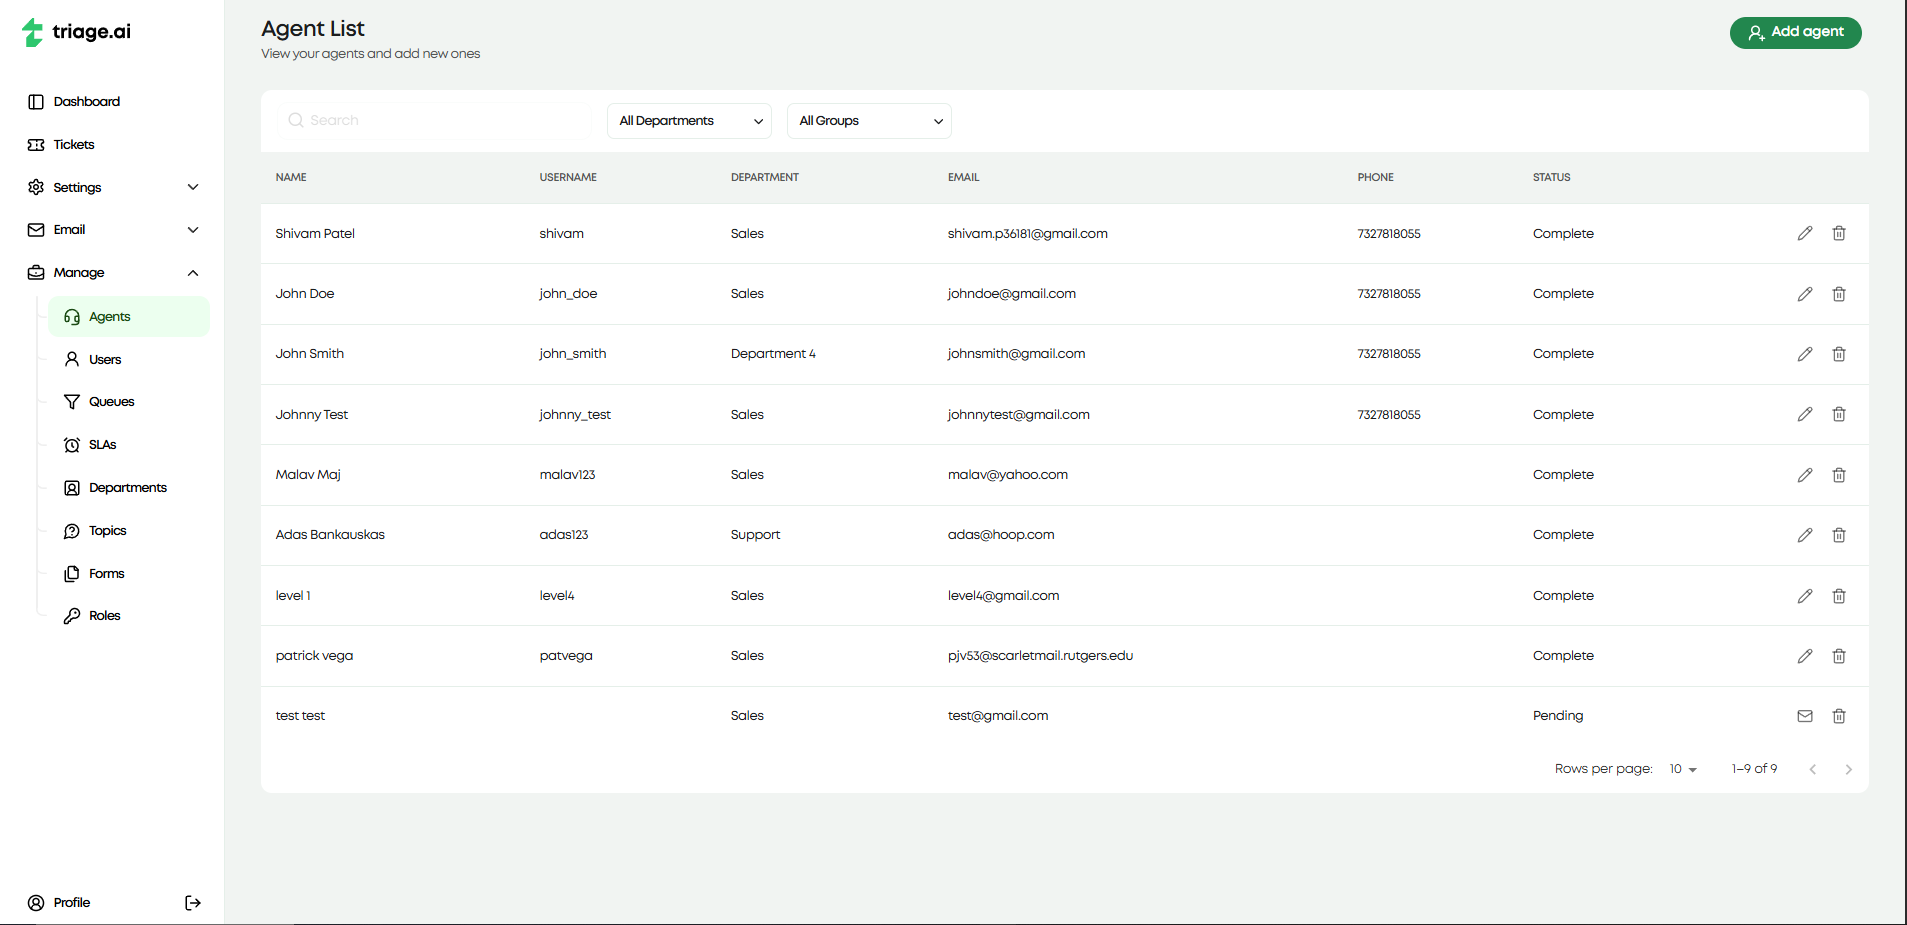 triage.ai
Dashboard
Tickets
Settings
Email
Manage
Agents
Users
Queues
SLAs
Departments
Topics
Forms
Roles
Profile
Agent List
View your agents and add new ones
Add agent
Search
All Departments
All Groups
NAME USERNAME DEPARTMENT EMAIL PHONE STATUS
Shivam Patel shivam Sales shivam.p36181@gmail.com 7327818055 Complete
John Doe john_doe Sales johndoe@gmail.com 7327818055 Complete
John Smith john_smith Department 4 johnsmith@gmail.com 7327818055 Complete
Johnny Test johnny_test Sales johnnytest@gmail.com 7327818055 Complete
Malav Maj malav123 Sales malav@yahoo.com Complete
Adas Bankauskas adas123 Support adas@hoop.com Complete
level 1 level4 Sales level4@gmail.com Complete
patrick vega patvega Sales pjv53@scarletmail.rutgers.edu Complete
test test Sales test@gmail.com Pending
Rows per page: 10 1–9 of 9